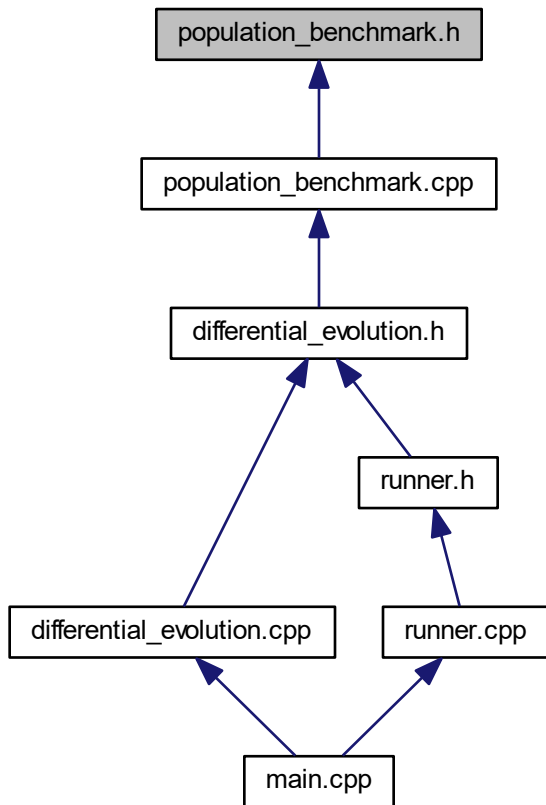 population_benchmark.h
population_benchmark.cpp
differential_evolution.h
runner.h
differential_evolution.cpp
runner.cpp
main.cpp